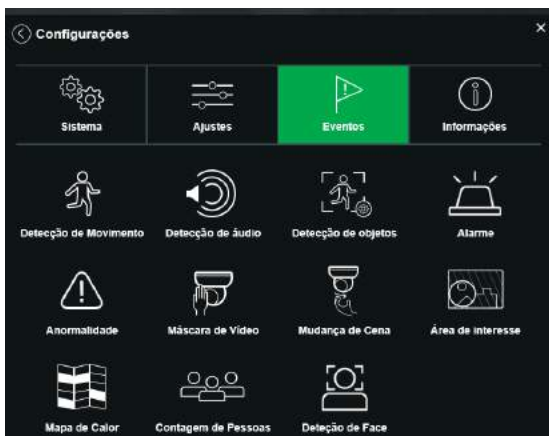 Configurações
Sistema
Ajustes
Eventos
Informações
Detecção de Movimento
Detecção de áudio
Detecção de objetos
Alarme
Anormalidade
Máscara de Vídeo
Mudança de Cena
Área de interesse
Mapa de Calor
Contagem de Pessoas
Deteção de Face